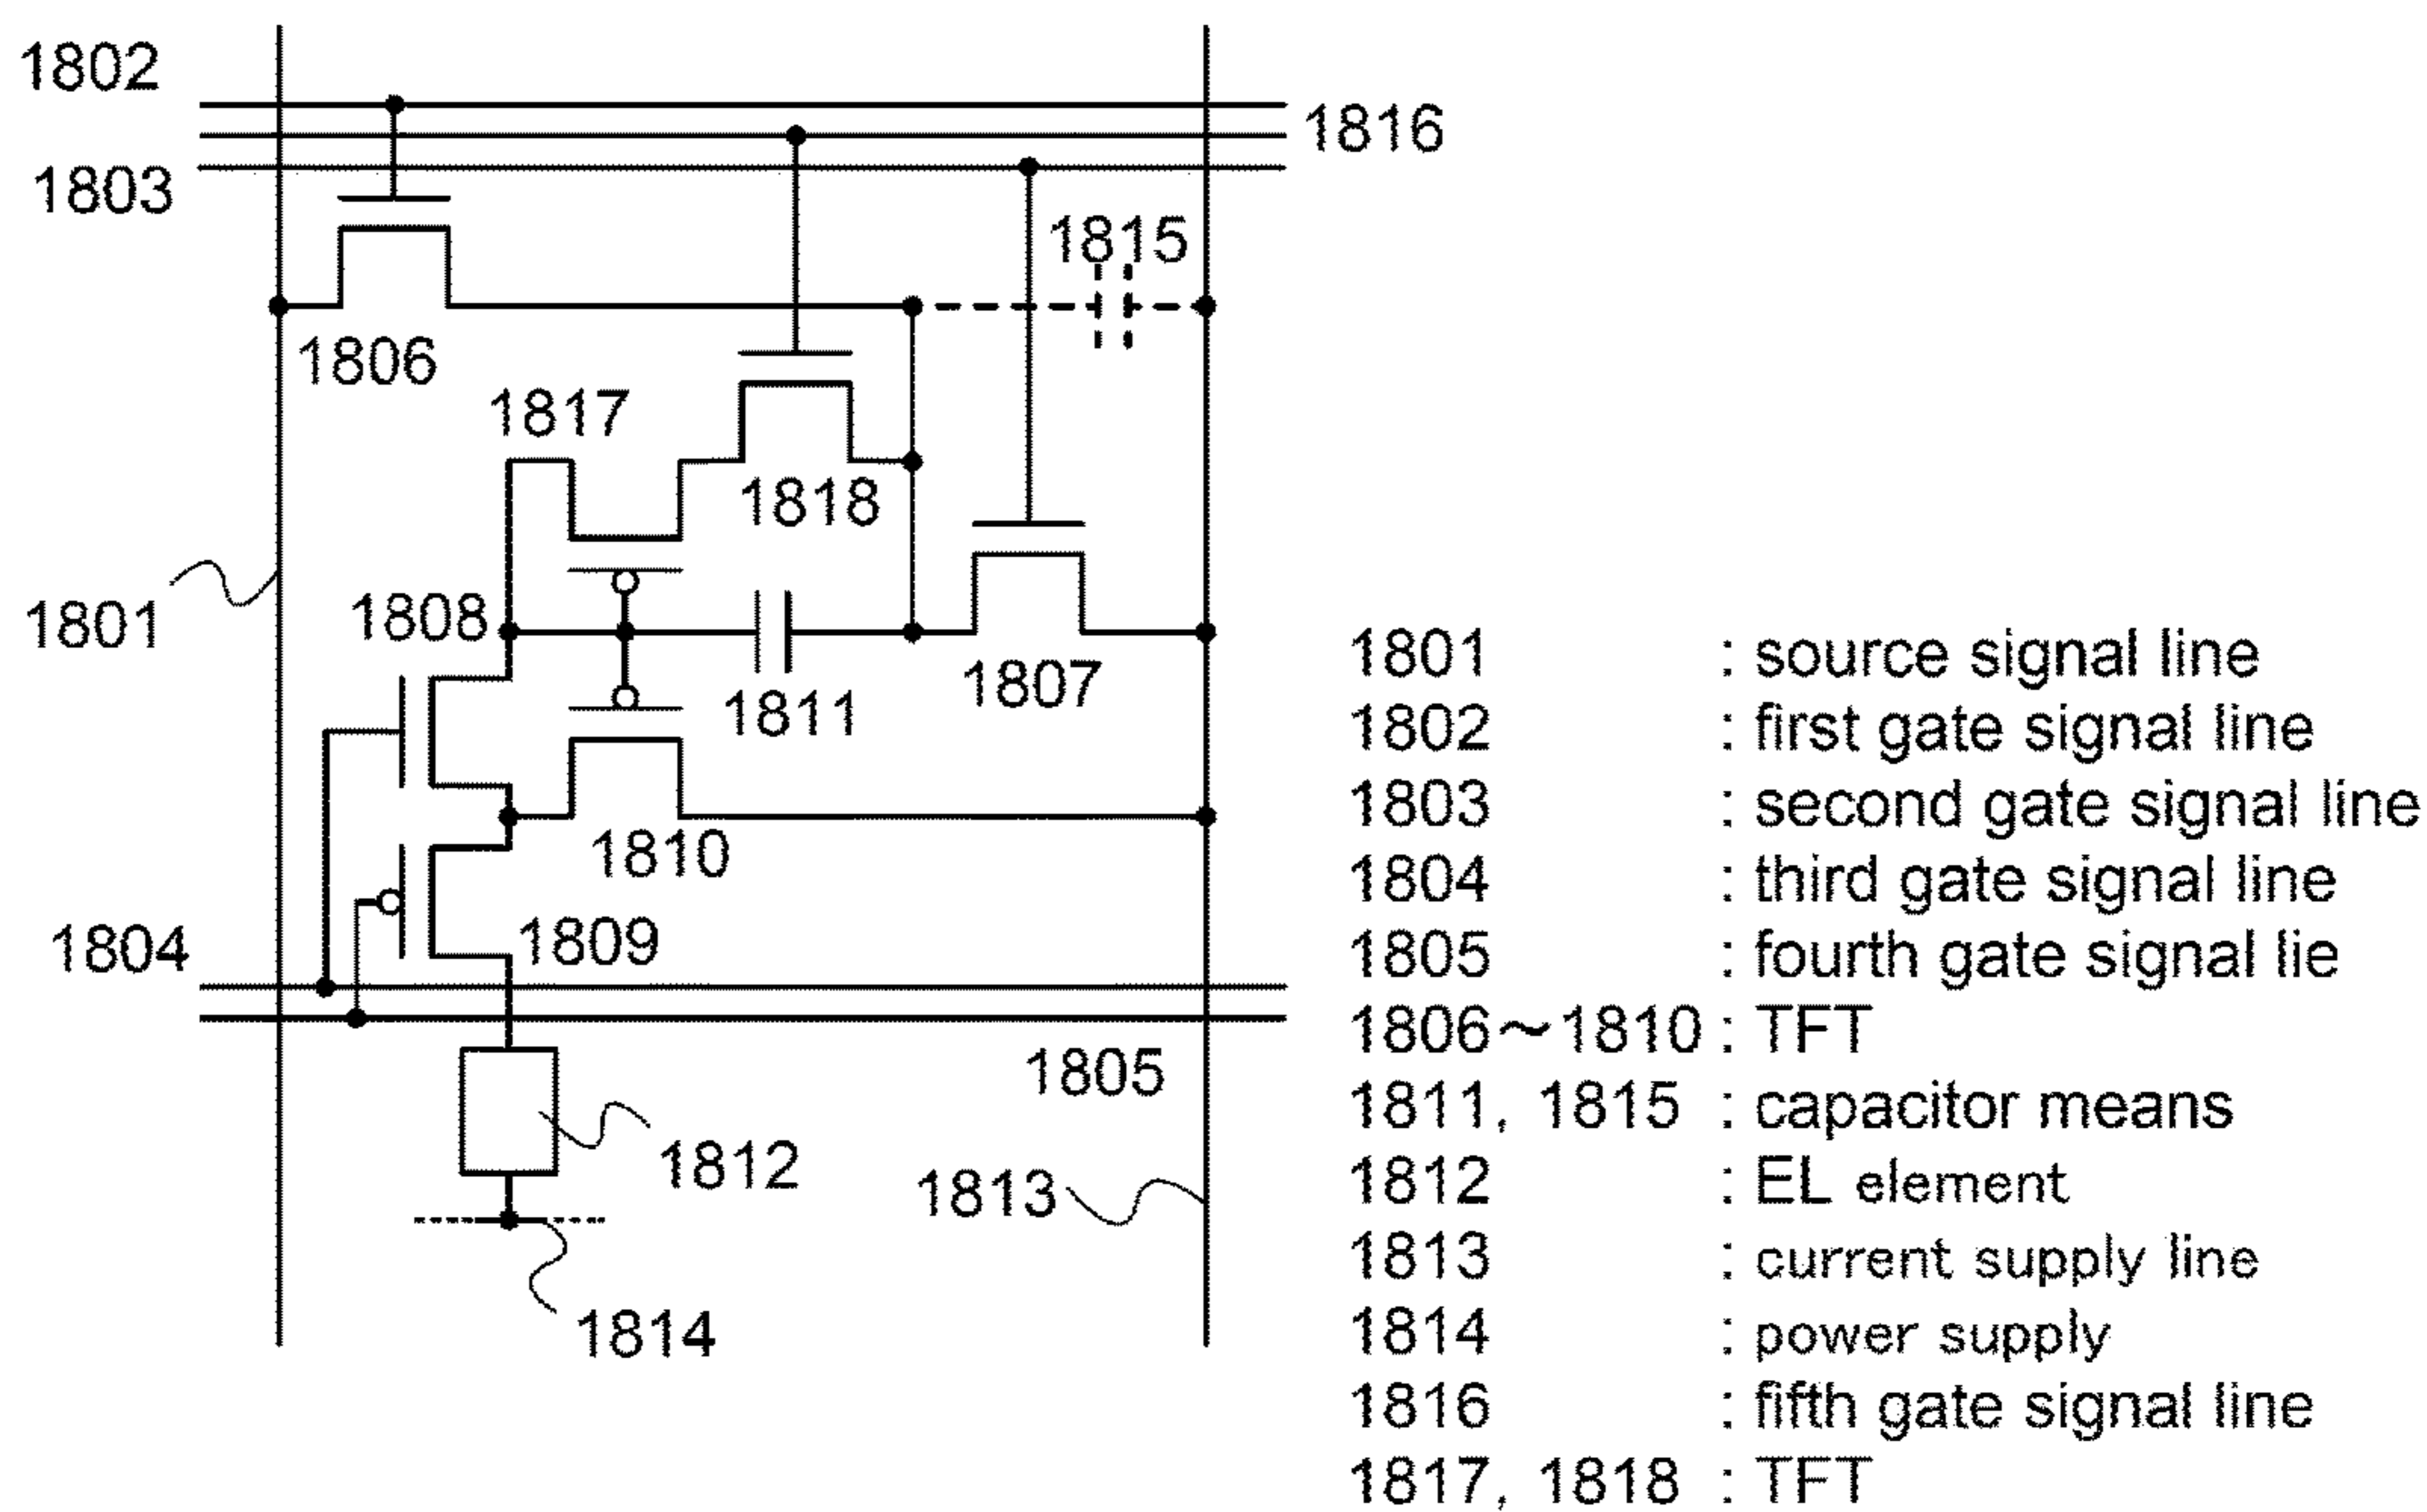 1802
1816
1803
1815
1806
1817
1818
1801
1808
1807
1811
1810
1809
1804
1805
1812
1813
1814
1801 : source signal line
1802 : first gate signal line
1803 : second gate signal line
1804 : third gate signal line
1805 : fourth gate signal lie
1806~1810 : TFT
1811, 1815 : capacitor means
1812 : EL element
1813 : current supply line
1814 : power supply
1816 : fifth gate signal line
1817, 1818 : TFT